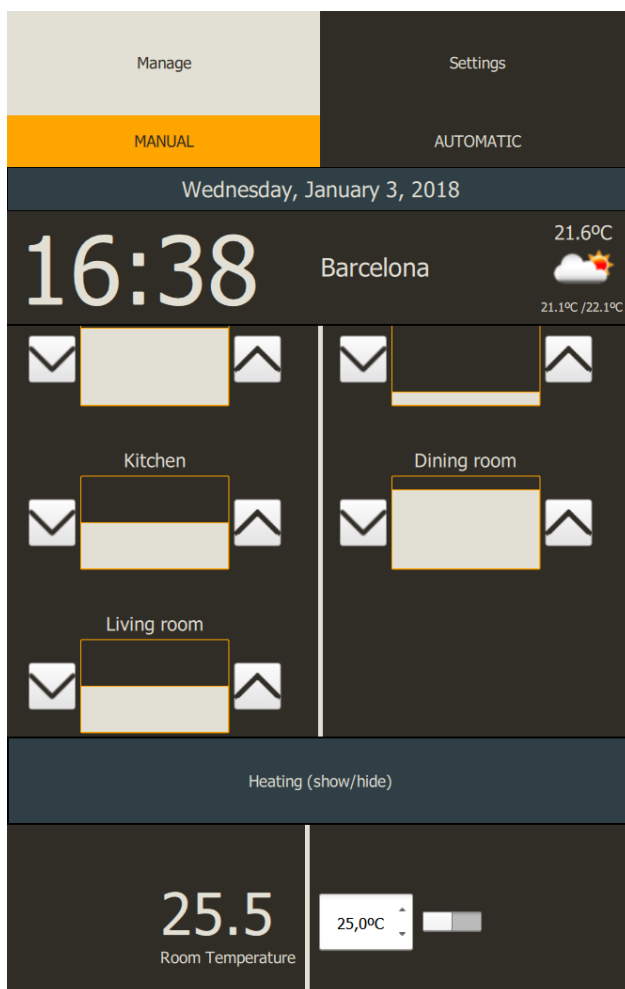 Manage
Settings
MANUAL
AUTOMATIC
Wednesday, January 3, 2018
16:38
Barcelona
21.6ºC
21.1ºC /22.1ºC
Kitchen
Dining room
Living room
Heating (show/hide)
25.5
Room Temperature
25,0ºC